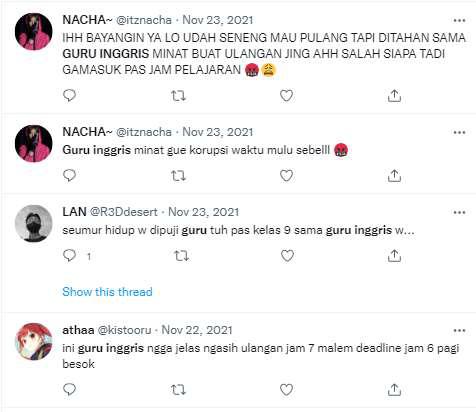 NACHA~ @itznacha · Nov 23, 2021
IHH BAYANGIN YA LO UDAH SENENG MAU PULANG TAPI DITAHAN SAMA
GURU INGGRIS MINAT BUAT ULANGAN JING AHH SALAH SIAPA TADI
GAMASUK PAS JAM PELAJARAN 🤬😩
NACHA~ @itznacha · Nov 23, 2021
Guru inggris minat gue korupsi waktu mulu sebelll 🤬
LAN @R3Ddesert · Nov 23, 2021
seumur hidup w dipuji guru tuh pas kelas 9 sama guru inggris w...
1
Show this thread
athaa @kistooru · Nov 22, 2021
ini guru inggris ngga jelas ngasih ulangan jam 7 malem deadline jam 6 pagi
besok